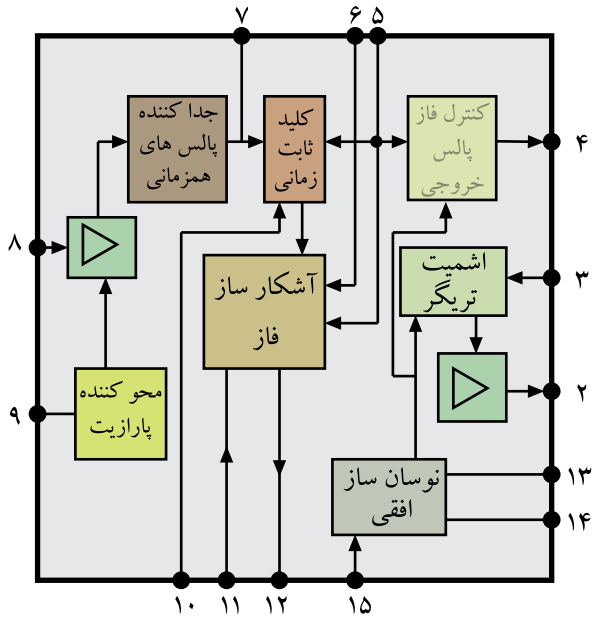 ۷
۶
۵
جدا کننده
پالس های
همزمانی
کلید
ثابت
زمانی
کنترل فاز
پالس
خروجی
۴
۸
آشکار ساز
فاز
اشمیت
تریگر
۳
۲
محو کننده
پارازیت
۹
نوسان ساز
افقی
۱۳
۱۴
۱۰
۱۱
۱۲
۱۵